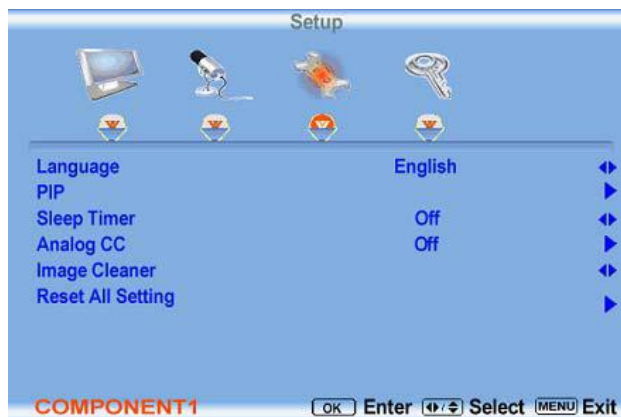 Setup
Language English
PIP
Sleep Timer Off
Analog CC Off
Image Cleaner
Reset All Setting
COMPONENT1 OK Enter Select MENU Exit